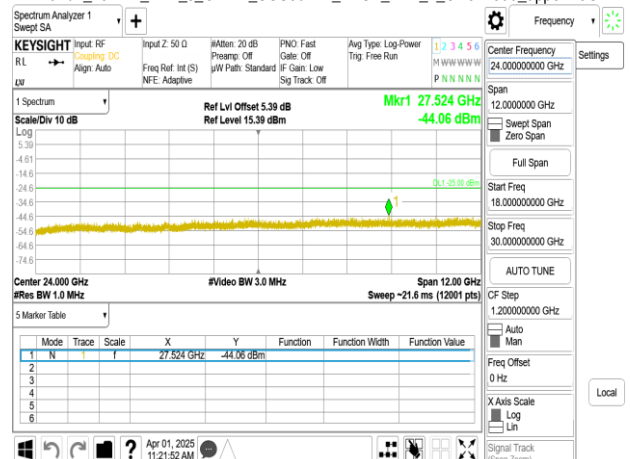 Spectrum Analyzer 1
Swept SA
+
Frequency
KEYSIGHT
RL
LXI
Input: RF
Coupling: DC
Align: Auto
Input Z: 50 Ω
Freq Ref: Int (S)
NFE: Adaptive
#Atten: 20 dB
Preamp: Off
µW Path: Standard
PNO: Fast
Gate: Off
IF Gain: Low
Sig Track: Off
Avg Type: Log-Power
Trig: Free Run
1 2 3 4 5 6
M W W W W W
P N N N N N
1 Spectrum
Scale/Div 10 dB
Ref Lvl Offset 5.39 dB
Ref Level 15.39 dBm
Mkr1 27.524 GHz
-44.06 dBm
Log
5.39
-4.61
-14.6
-24.6
-34.6
-44.6
-54.6
-64.6
-74.6
DL1 -25.00 dBm
1
Center 24.000 GHz
#Res BW 1.0 MHz
#Video BW 3.0 MHz
Span 12.00 GHz
Sweep ~21.6 ms (12001 pts)
5 Marker Table
Mode Trace Scale X Y Function Function Width Function Value
1 N 1 f 27.524 GHz -44.06 dBm
2
3
4
5
6
Apr 01, 2025
11:21:52 AM
?
Center Frequency
24.000000000 GHz
Span
12.0000000 GHz
Swept Span
Zero Span
Full Span
Start Freq
18.000000000 GHz
Stop Freq
30.000000000 GHz
AUTO TUNE
CF Step
1.200000000 GHz
Auto
Man
Freq Offset
0 Hz
X Axis Scale
Log
Lin
Signal Track
Settings
Local